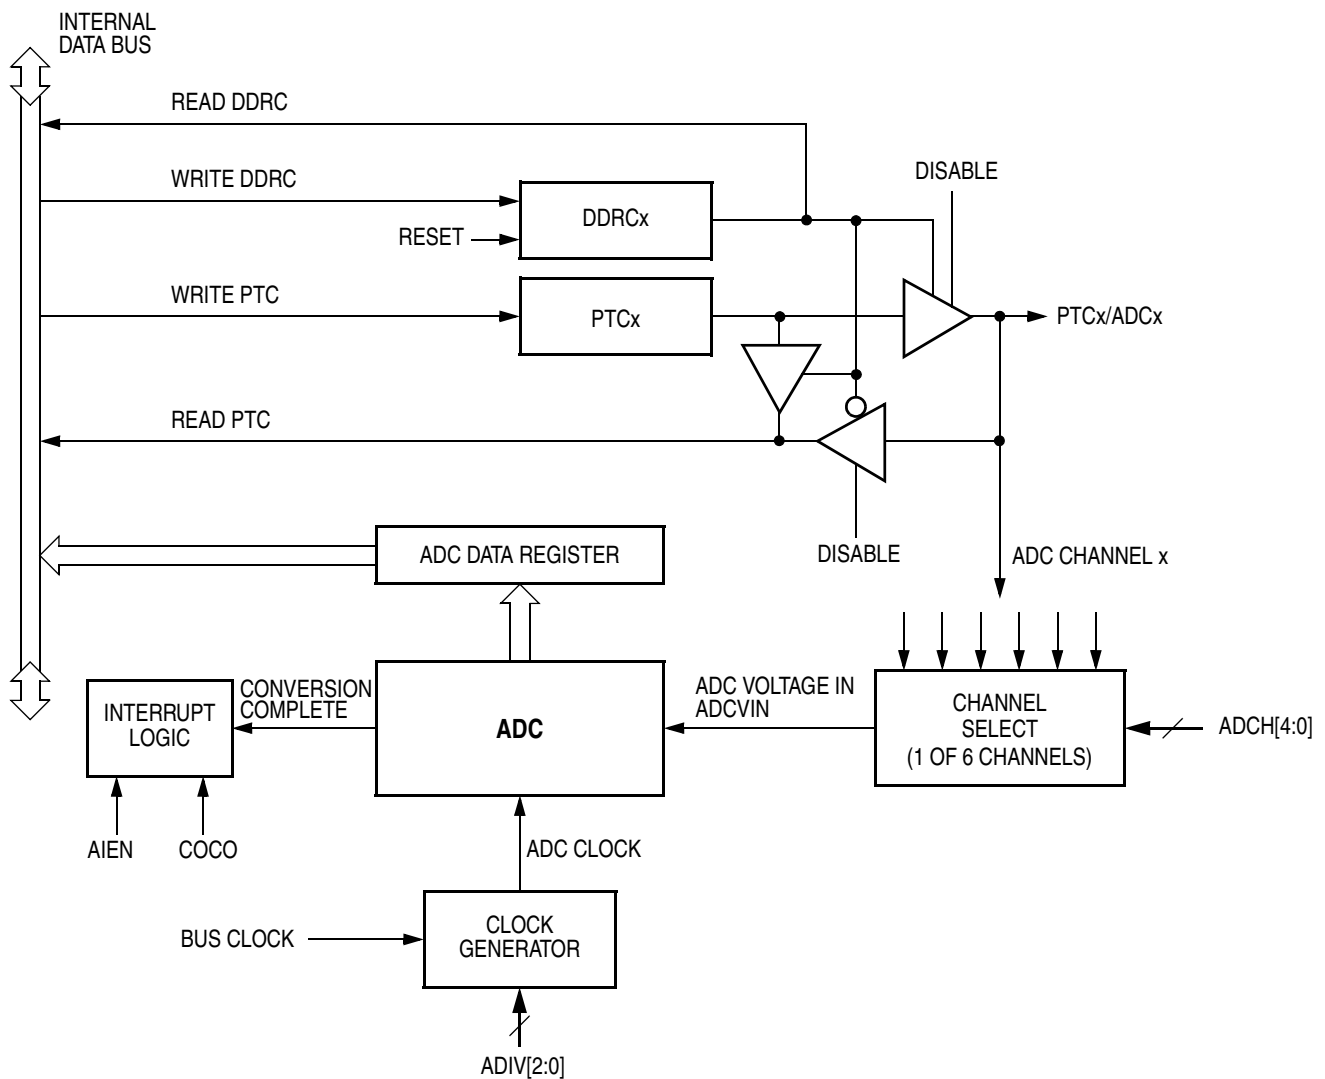 INTERNAL
DATA BUS
READ DDRC
WRITE DDRC
DISABLE
DDRCx
RESET
WRITE PTC
PTCx
PTCx/ADCx
READ PTC
DISABLE
ADC DATA REGISTER
ADC CHANNEL x
CONVERSION
COMPLETE
INTERRUPT
LOGIC
ADC
ADC VOLTAGE IN
ADCVIN
CHANNEL
SELECT
(1 OF 6 CHANNELS)
ADCH[4:0]
AIEN
COCO
ADC CLOCK
BUS CLOCK
CLOCK
GENERATOR
ADIV[2:0]